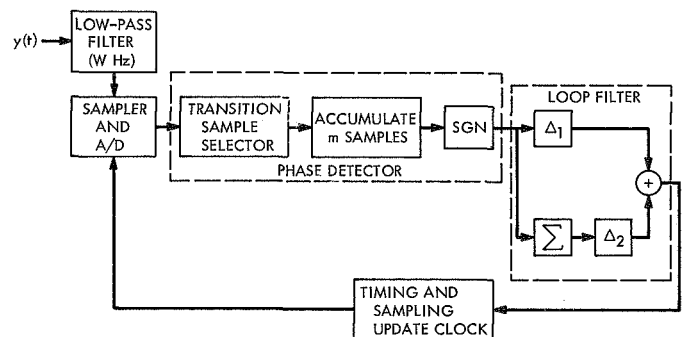 y(t)
LOW-PASS
FILTER
(W Hz)
SAMPLER
AND
A/D
TRANSITION
SAMPLE
SELECTOR
ACCUMULATE
m SAMPLES
SGN
PHASE DETECTOR
LOOP FILTER
Δ1
+
∑
Δ2
TIMING AND
SAMPLING
UPDATE CLOCK